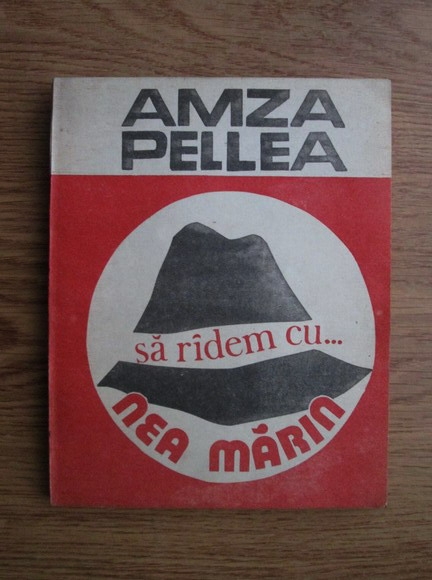 AMZA
PELLEA
să rîdem cu...
NEA MĂRIN